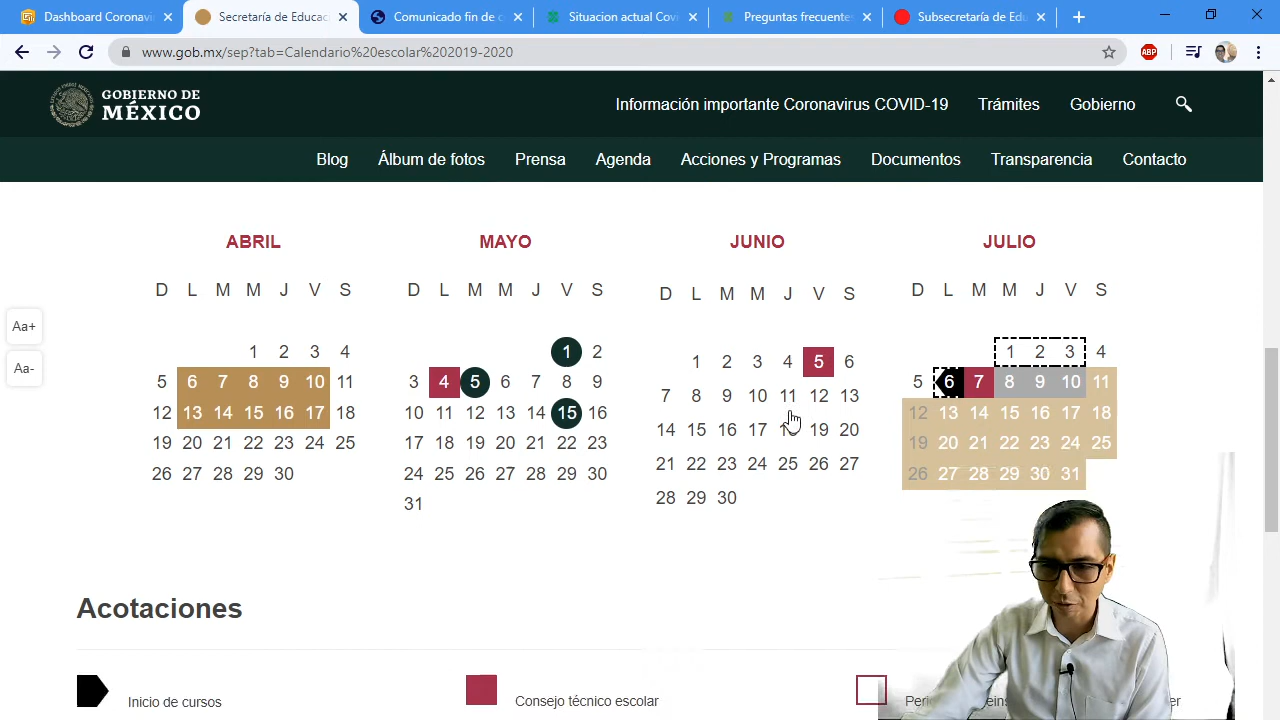 Dashboard Coronavi
Secretaría de Educac
Comunicado fin de c
Situacion actual Covi
Preguntas frecuente
Subsecretaría de Edu
www.gob.mx/sep?tab=Calendario%20escolar%202019-2020
ABP
GOBIERNO DE
MÉXICO
Información importante Coronavirus COVID-19 Trámites Gobierno
Blog Álbum de fotos Prensa Agenda Acciones y Programas Documentos Transparencia Contacto
Aa+
Aa-
ABRIL
D L M M J V S
1 2 3 4
5 6 7 8 9 10 11
12 13 14 15 16 17 18
19 20 21 22 23 24 25
26 27 28 29 30
MAYO
D L M M J V S
1 2
3 4 5 6 7 8 9
10 11 12 13 14 15 16
17 18 19 20 21 22 23
24 25 26 27 28 29 30
31
JUNIO
D L M M J V S
1 2 3 4 5 6
7 8 9 10 11 12 13
14 15 16 17 18 19 20
21 22 23 24 25 26 27
28 29 30
JULIO
D L M M J V S
1 2 3 4
5 6 7 8 9 10 11
12 13 14 15 16 17 18
19 20 21 22 23 24 25
26 27 28 29 30 31
Acotaciones
Inicio de cursos
Consejo técnico escolar